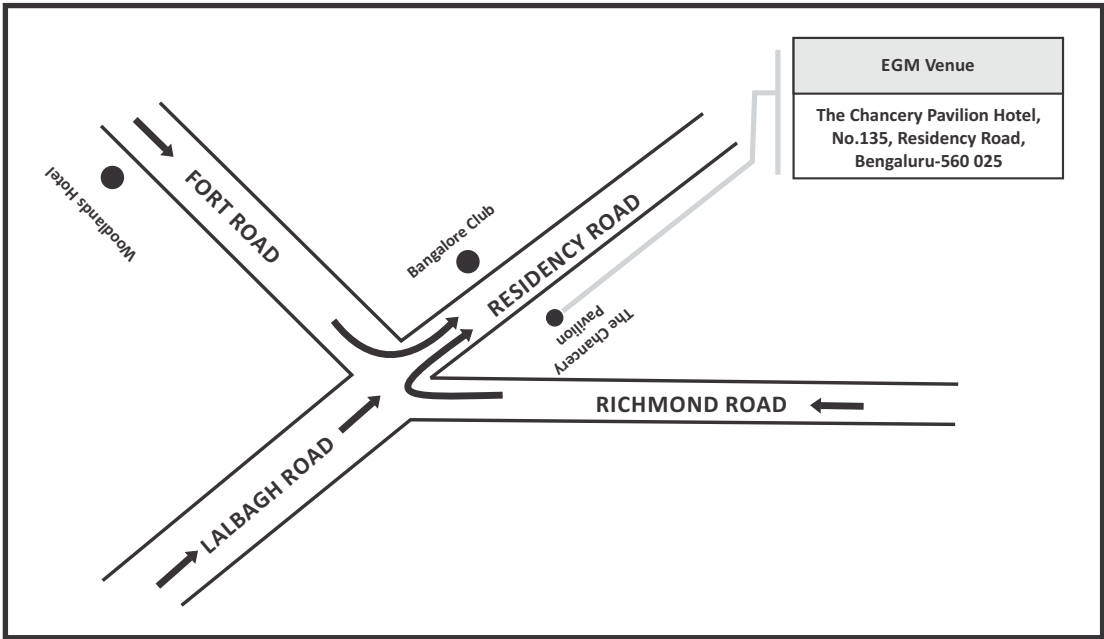 EGM Venue
The Chancery Pavilion Hotel,
No.135, Residency Road,
Bengaluru-560 025
Woodlands Hotel
FORT ROAD
Bangalore Club
RESIDENCY ROAD
The Chancery
Pavilion
RICHMOND ROAD
LALBAGH ROAD